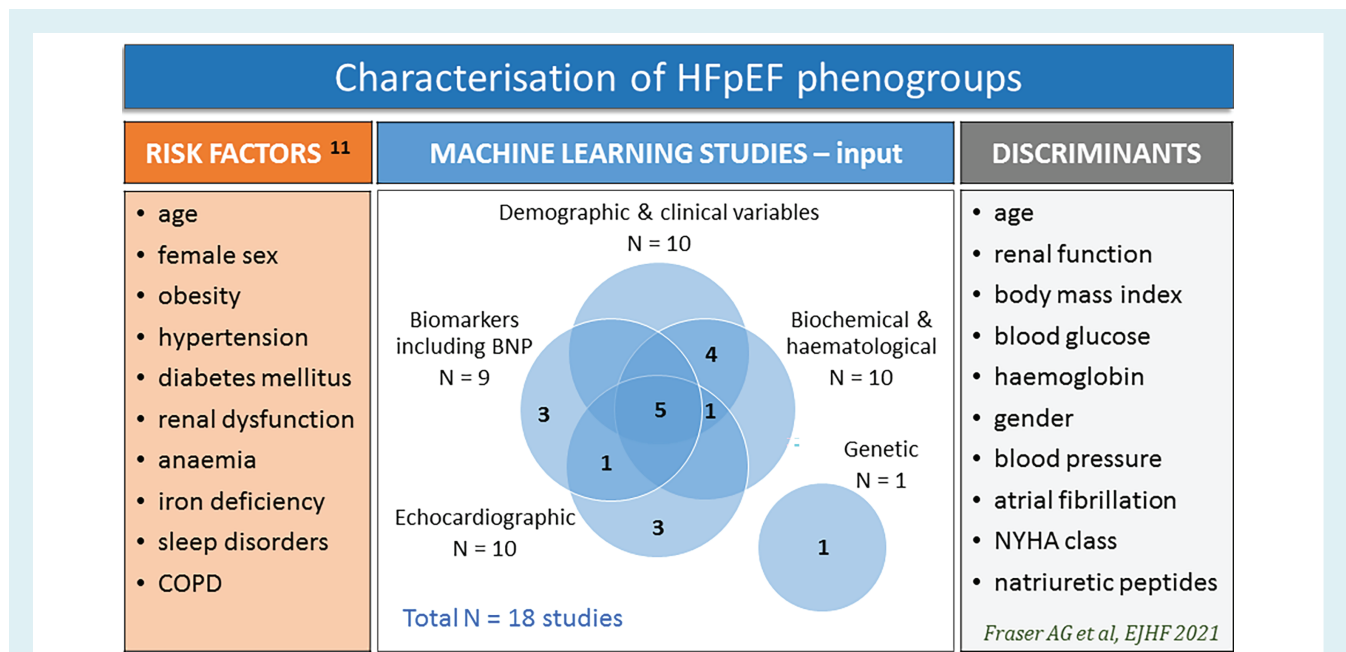 Characterisation of HFpEF phenogroups
RISK FACTORS 11
• age
• female sex
• obesity
• hypertension
• diabetes mellitus
• renal dysfunction
• anaemia
• iron deficiency
• sleep disorders
• COPD
MACHINE LEARNING STUDIES – input
Demographic & clinical variables
N = 10
Biomarkers
including BNP
N = 9
Biochemical &
haematological
N = 10
4
3
5
1
1
Genetic
N = 1
1
Echocardiographic
N = 10
3
Total N = 18 studies
DISCRIMINANTS
• age
• renal function
• body mass index
• blood glucose
• haemoglobin
• gender
• blood pressure
• atrial fibrillation
• NYHA class
• natriuretic peptides
Fraser AG et al, EJHF 2021